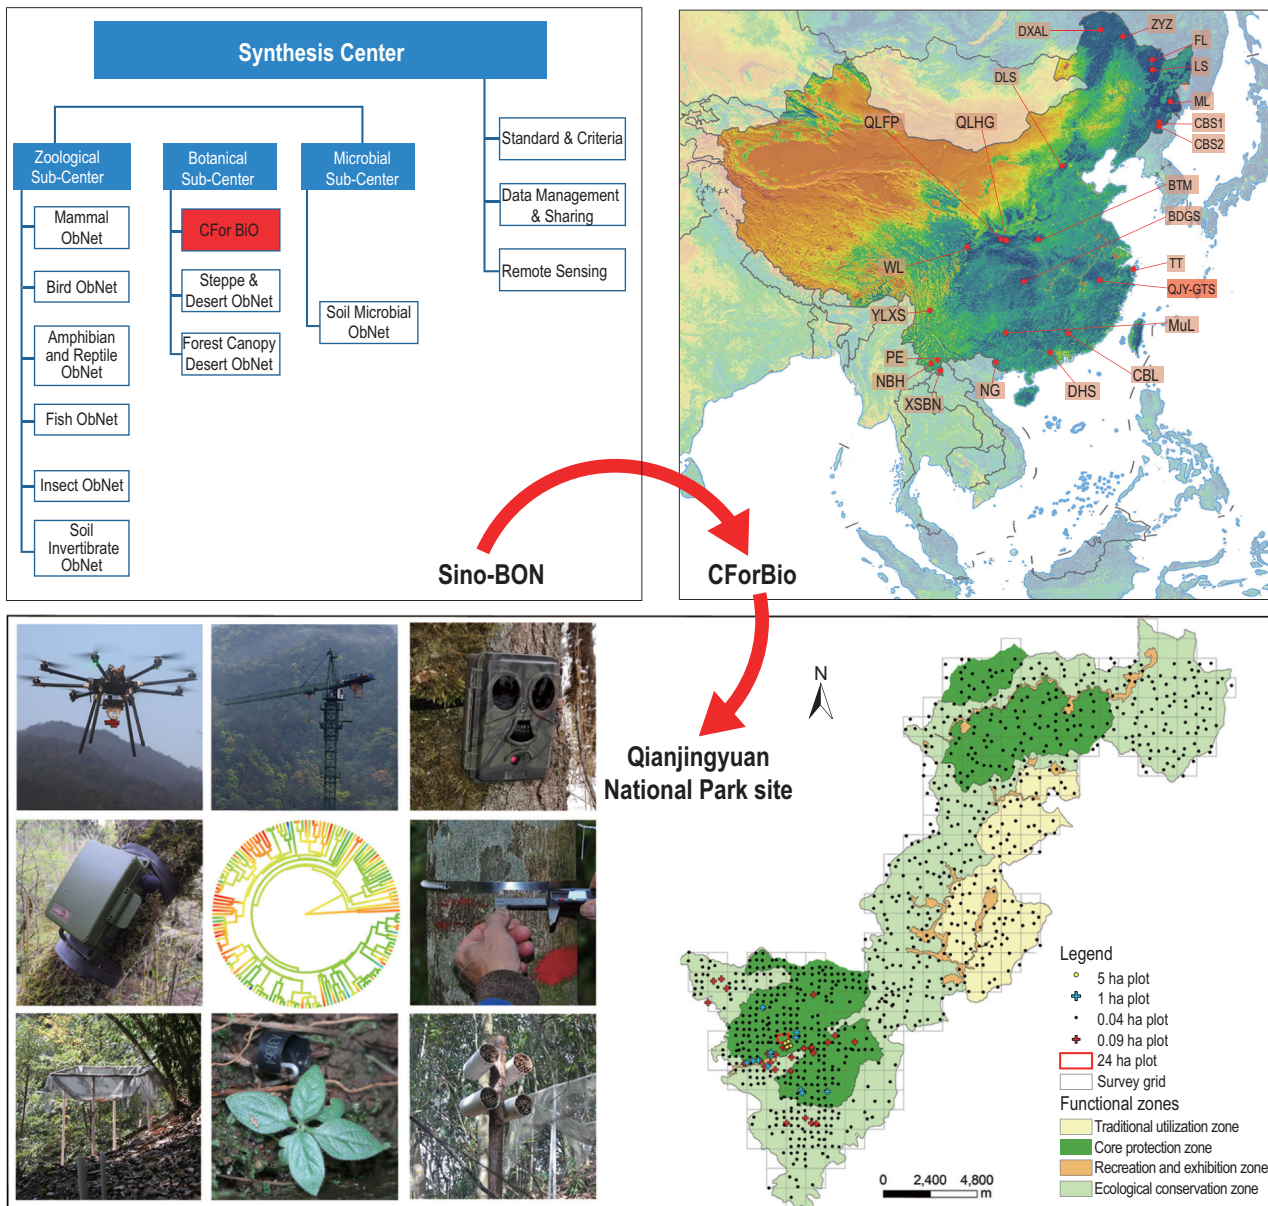 Synthesis Center
Zoological
Sub-Center
Botanical
Sub-Center
Microbial
Sub-Center
Standard & Criteria
Data Management
& Sharing
Remote Sensing
Mammal
ObNet
Bird ObNet
Amphibian
and Reptile
ObNet
Fish ObNet
Insect ObNet
Soil
Invertibrate
ObNet
CFor BiO
Steppe &
Desert ObNet
Forest Canopy
Desert ObNet
Soil Microbial
ObNet
Sino-BON
DXAL
ZYZ
FL
LS
DLS
ML
QLFP
QLHG
CBS1
CBS2
BTM
BDGS
WL
TT
QJY-GTS
YLXS
MuL
PE
NBH
XSBN
NG
DHS
CBL
CForBio
N
Qianjingyuan
National Park site
Legend
5 ha plot
1 ha plot
0.04 ha plot
0.09 ha plot
24 ha plot
Survey grid
Functional zones
Traditional utilization zone
Core protection zone
Recreation and exhibition zone
Ecological conservation zone
0 2,400 4,800
m